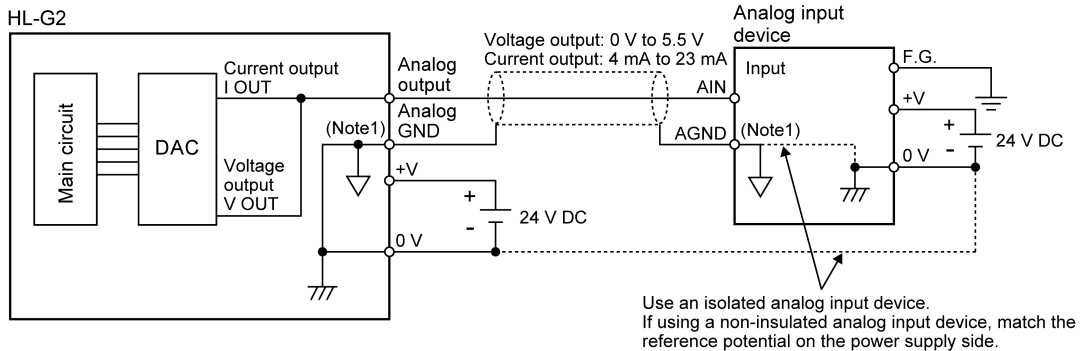 HL-G2
Main circuit
DAC
Current output
I OUT
Voltage
output
V OUT
Analog
output
Analog
GND
(Note1)
+V
+
-
24 V DC
0 V
Voltage output: 0 V to 5.5 V
Current output: 4 mA to 23 mA
Analog input
device
Input
AIN
AGND
(Note1)
F.G.
+V
+
-
24 V DC
0 V
Use an isolated analog input device.
If using a non-insulated analog input device, match the
reference potential on the power supply side.